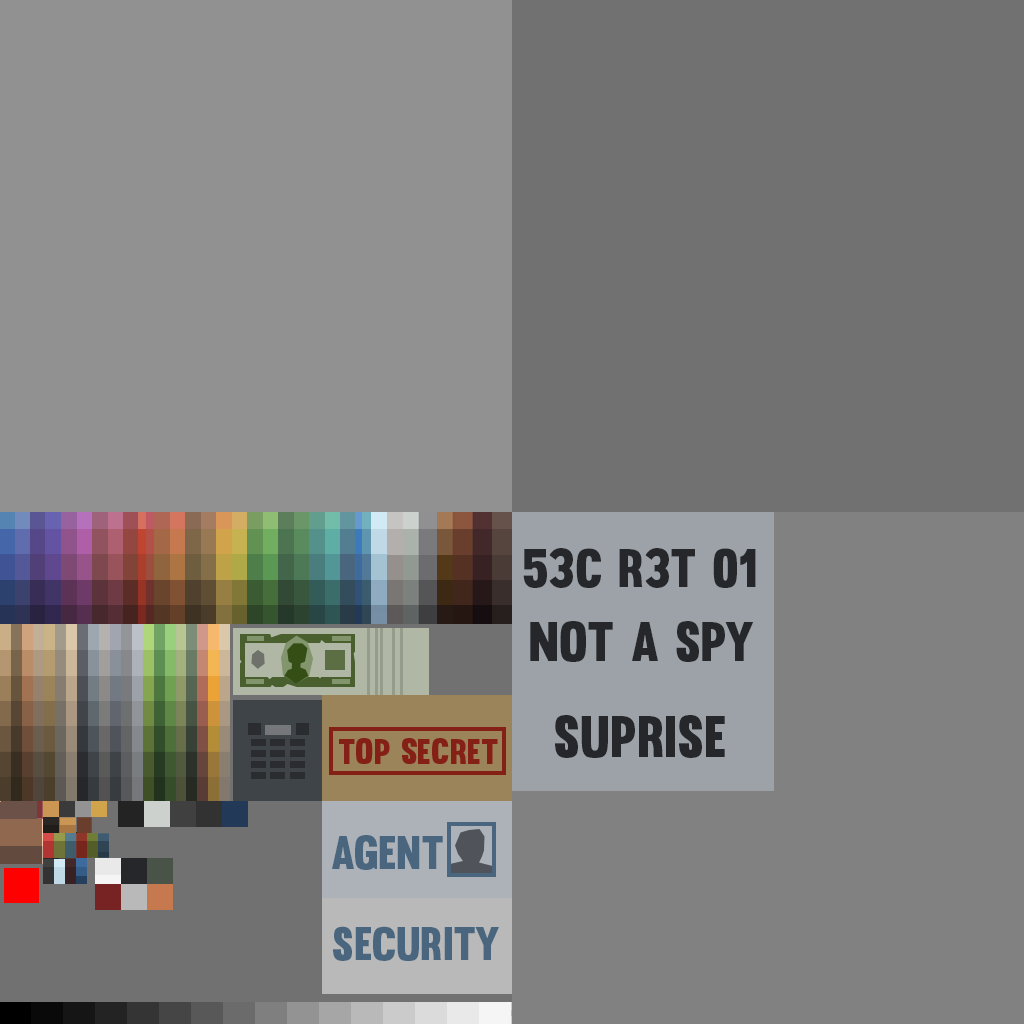 53C R3T 01
NOT A SPY
SUPRISE
TOP SECRET
AGENT
SECURITY